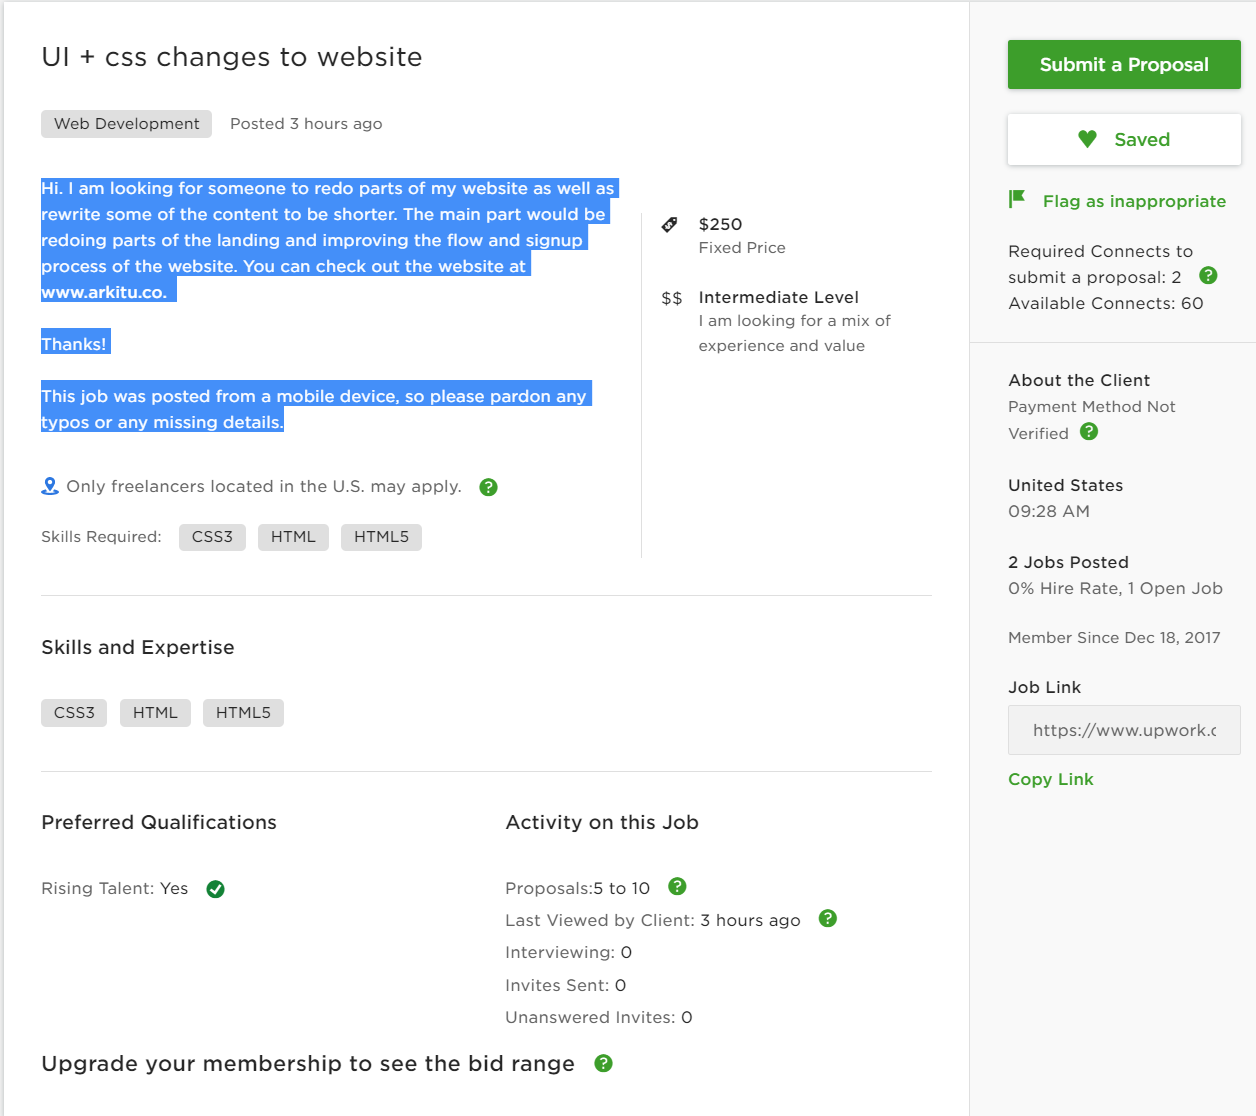 UI + css changes to website
Web Development Posted 3 hours ago
Hi. I am looking for someone to redo parts of my website as well as
rewrite some of the content to be shorter. The main part would be
redoing parts of the landing and improving the flow and signup
process of the website. You can check out the website at
www.arkitu.co.
Thanks!
This job was posted from a mobile device, so please pardon any
typos or any missing details.
Only freelancers located in the U.S. may apply. ?
Skills Required: CSS3 HTML HTML5
$250
Fixed Price
$$ Intermediate Level
I am looking for a mix of
experience and value
Skills and Expertise
CSS3 HTML HTML5
Preferred Qualifications
Rising Talent: Yes
Activity on this Job
Proposals:5 to 10 ?
Last Viewed by Client: 3 hours ago ?
Interviewing: 0
Invites Sent: 0
Unanswered Invites: 0
Upgrade your membership to see the bid range ?
Submit a Proposal
Saved
Flag as inappropriate
Required Connects to
submit a proposal: 2 ?
Available Connects: 60
About the Client
Payment Method Not
Verified ?
United States
09:28 AM
2 Jobs Posted
0% Hire Rate, 1 Open Job
Member Since Dec 18, 2017
Job Link
https://www.upwork.c
Copy Link